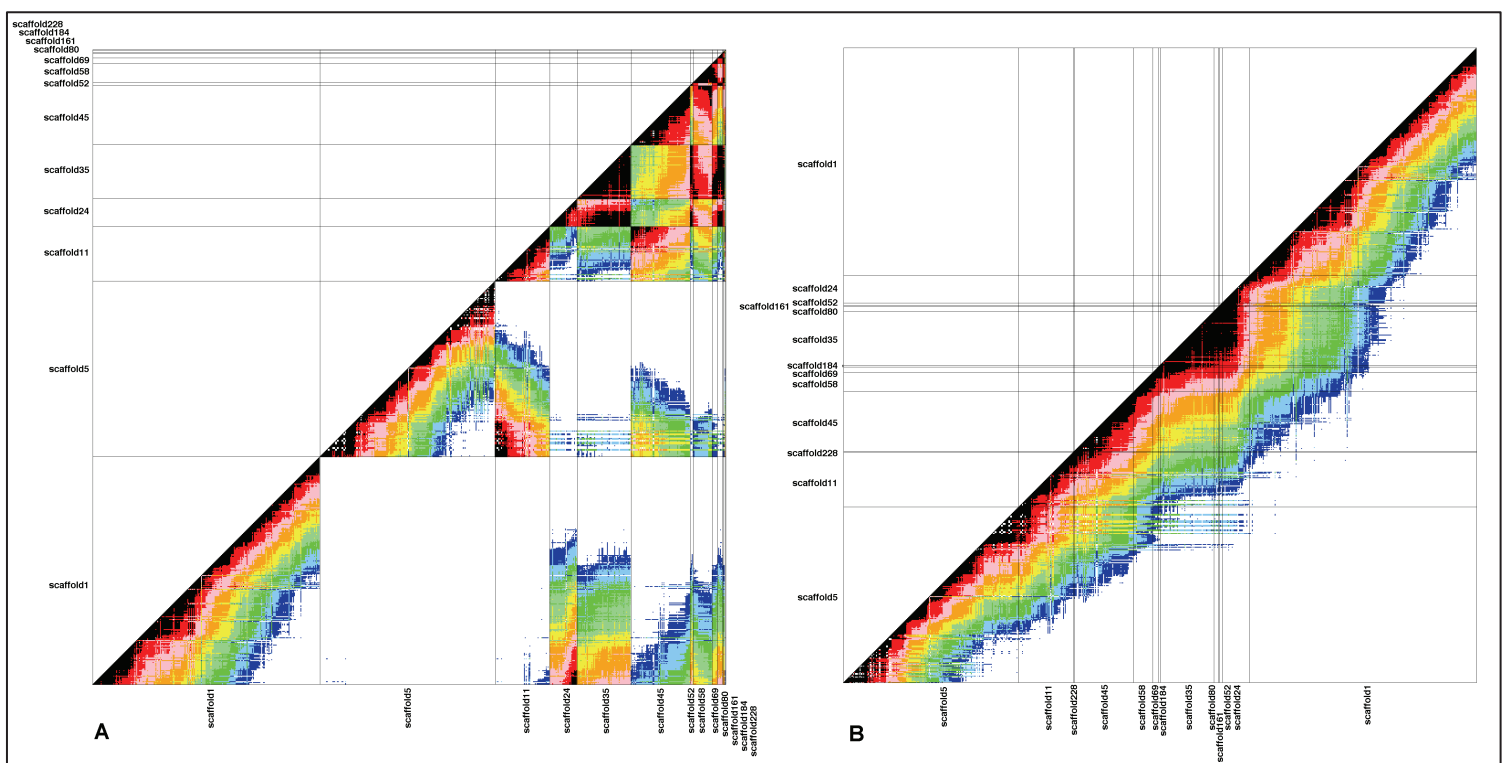 scaffold228
scaffold184
scaffold161
scaffold80
scaffold69
scaffold58
scaffold52
scaffold45
scaffold35
scaffold24
scaffold11
scaffold5
scaffold1
scaffold1
scaffold5
scaffold11
scaffold24
scaffold35
scaffold45
scaffold52
scaffold58
scaffold69
scaffold80
scaffold161
scaffold184
scaffold228
A
scaffold1
scaffold24
scaffold52
scaffold161
scaffold80
scaffold35
scaffold184
scaffold69
scaffold58
scaffold45
scaffold228
scaffold11
scaffold5
scaffold5
scaffold11
scaffold228
scaffold45
scaffold58
scaffold69
scaffold184
scaffold35
scaffold80
scaffold161
scaffold52
scaffold24
scaffold1
B